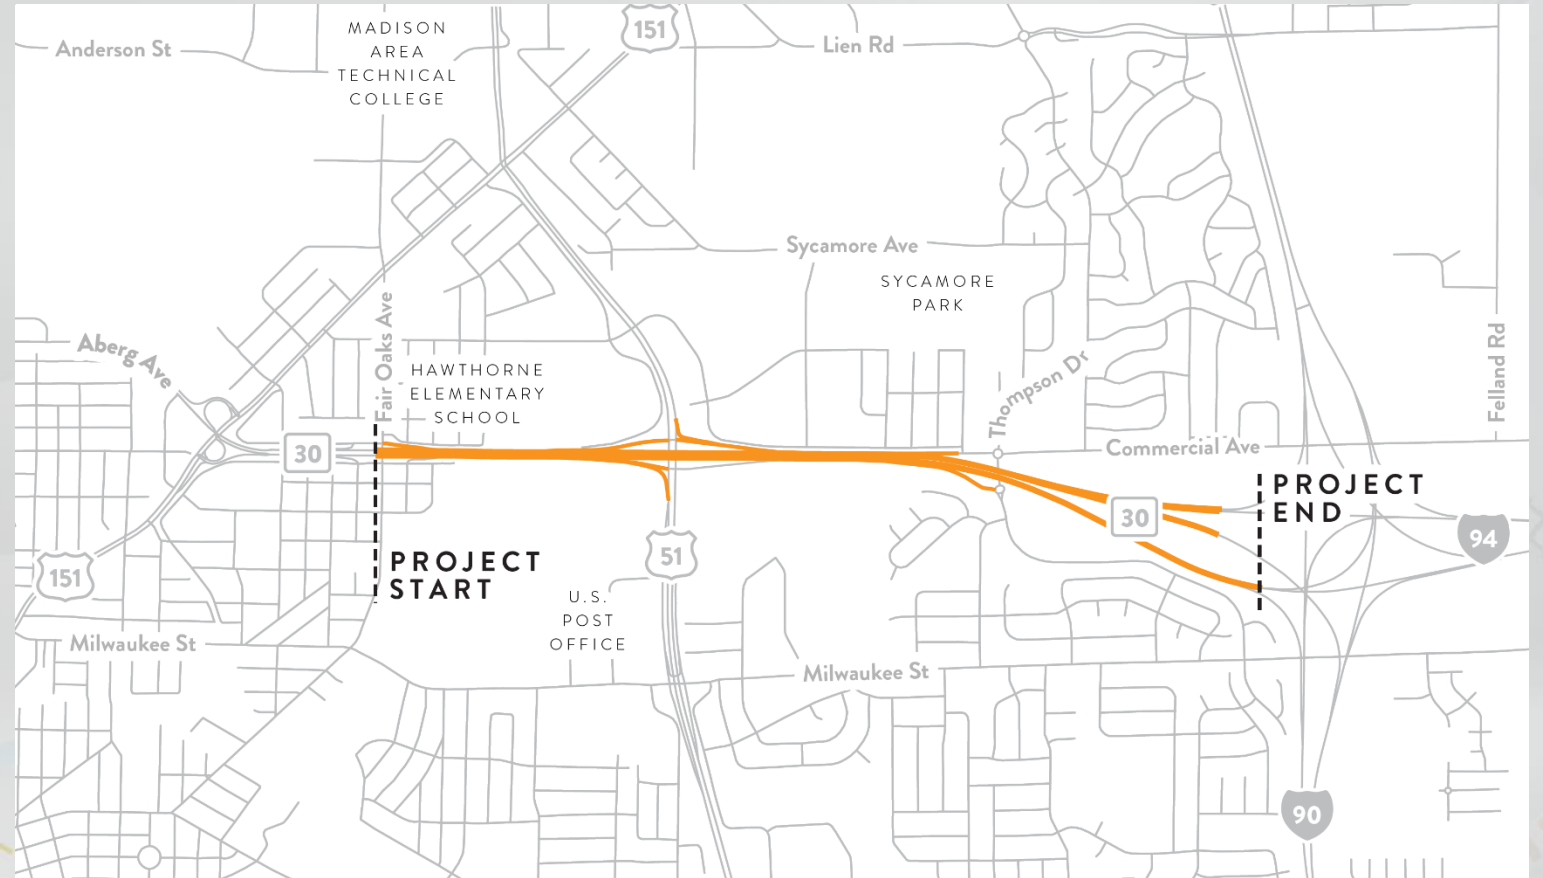 MADISON
AREA
TECHNICAL
COLLEGE
151
Anderson St
Lien Rd
Sycamore Ave
SYCAMORE
PARK
Fair Oaks Ave
Aberg Ave
HAWTHORNE
ELEMENTARY
SCHOOL
Thompson Dr
Felland Rd
30
Commercial Ave
PROJECT
END
30
94
PROJECT
START
51
151
U.S.
POST
OFFICE
Milwaukee St
Milwaukee St
90